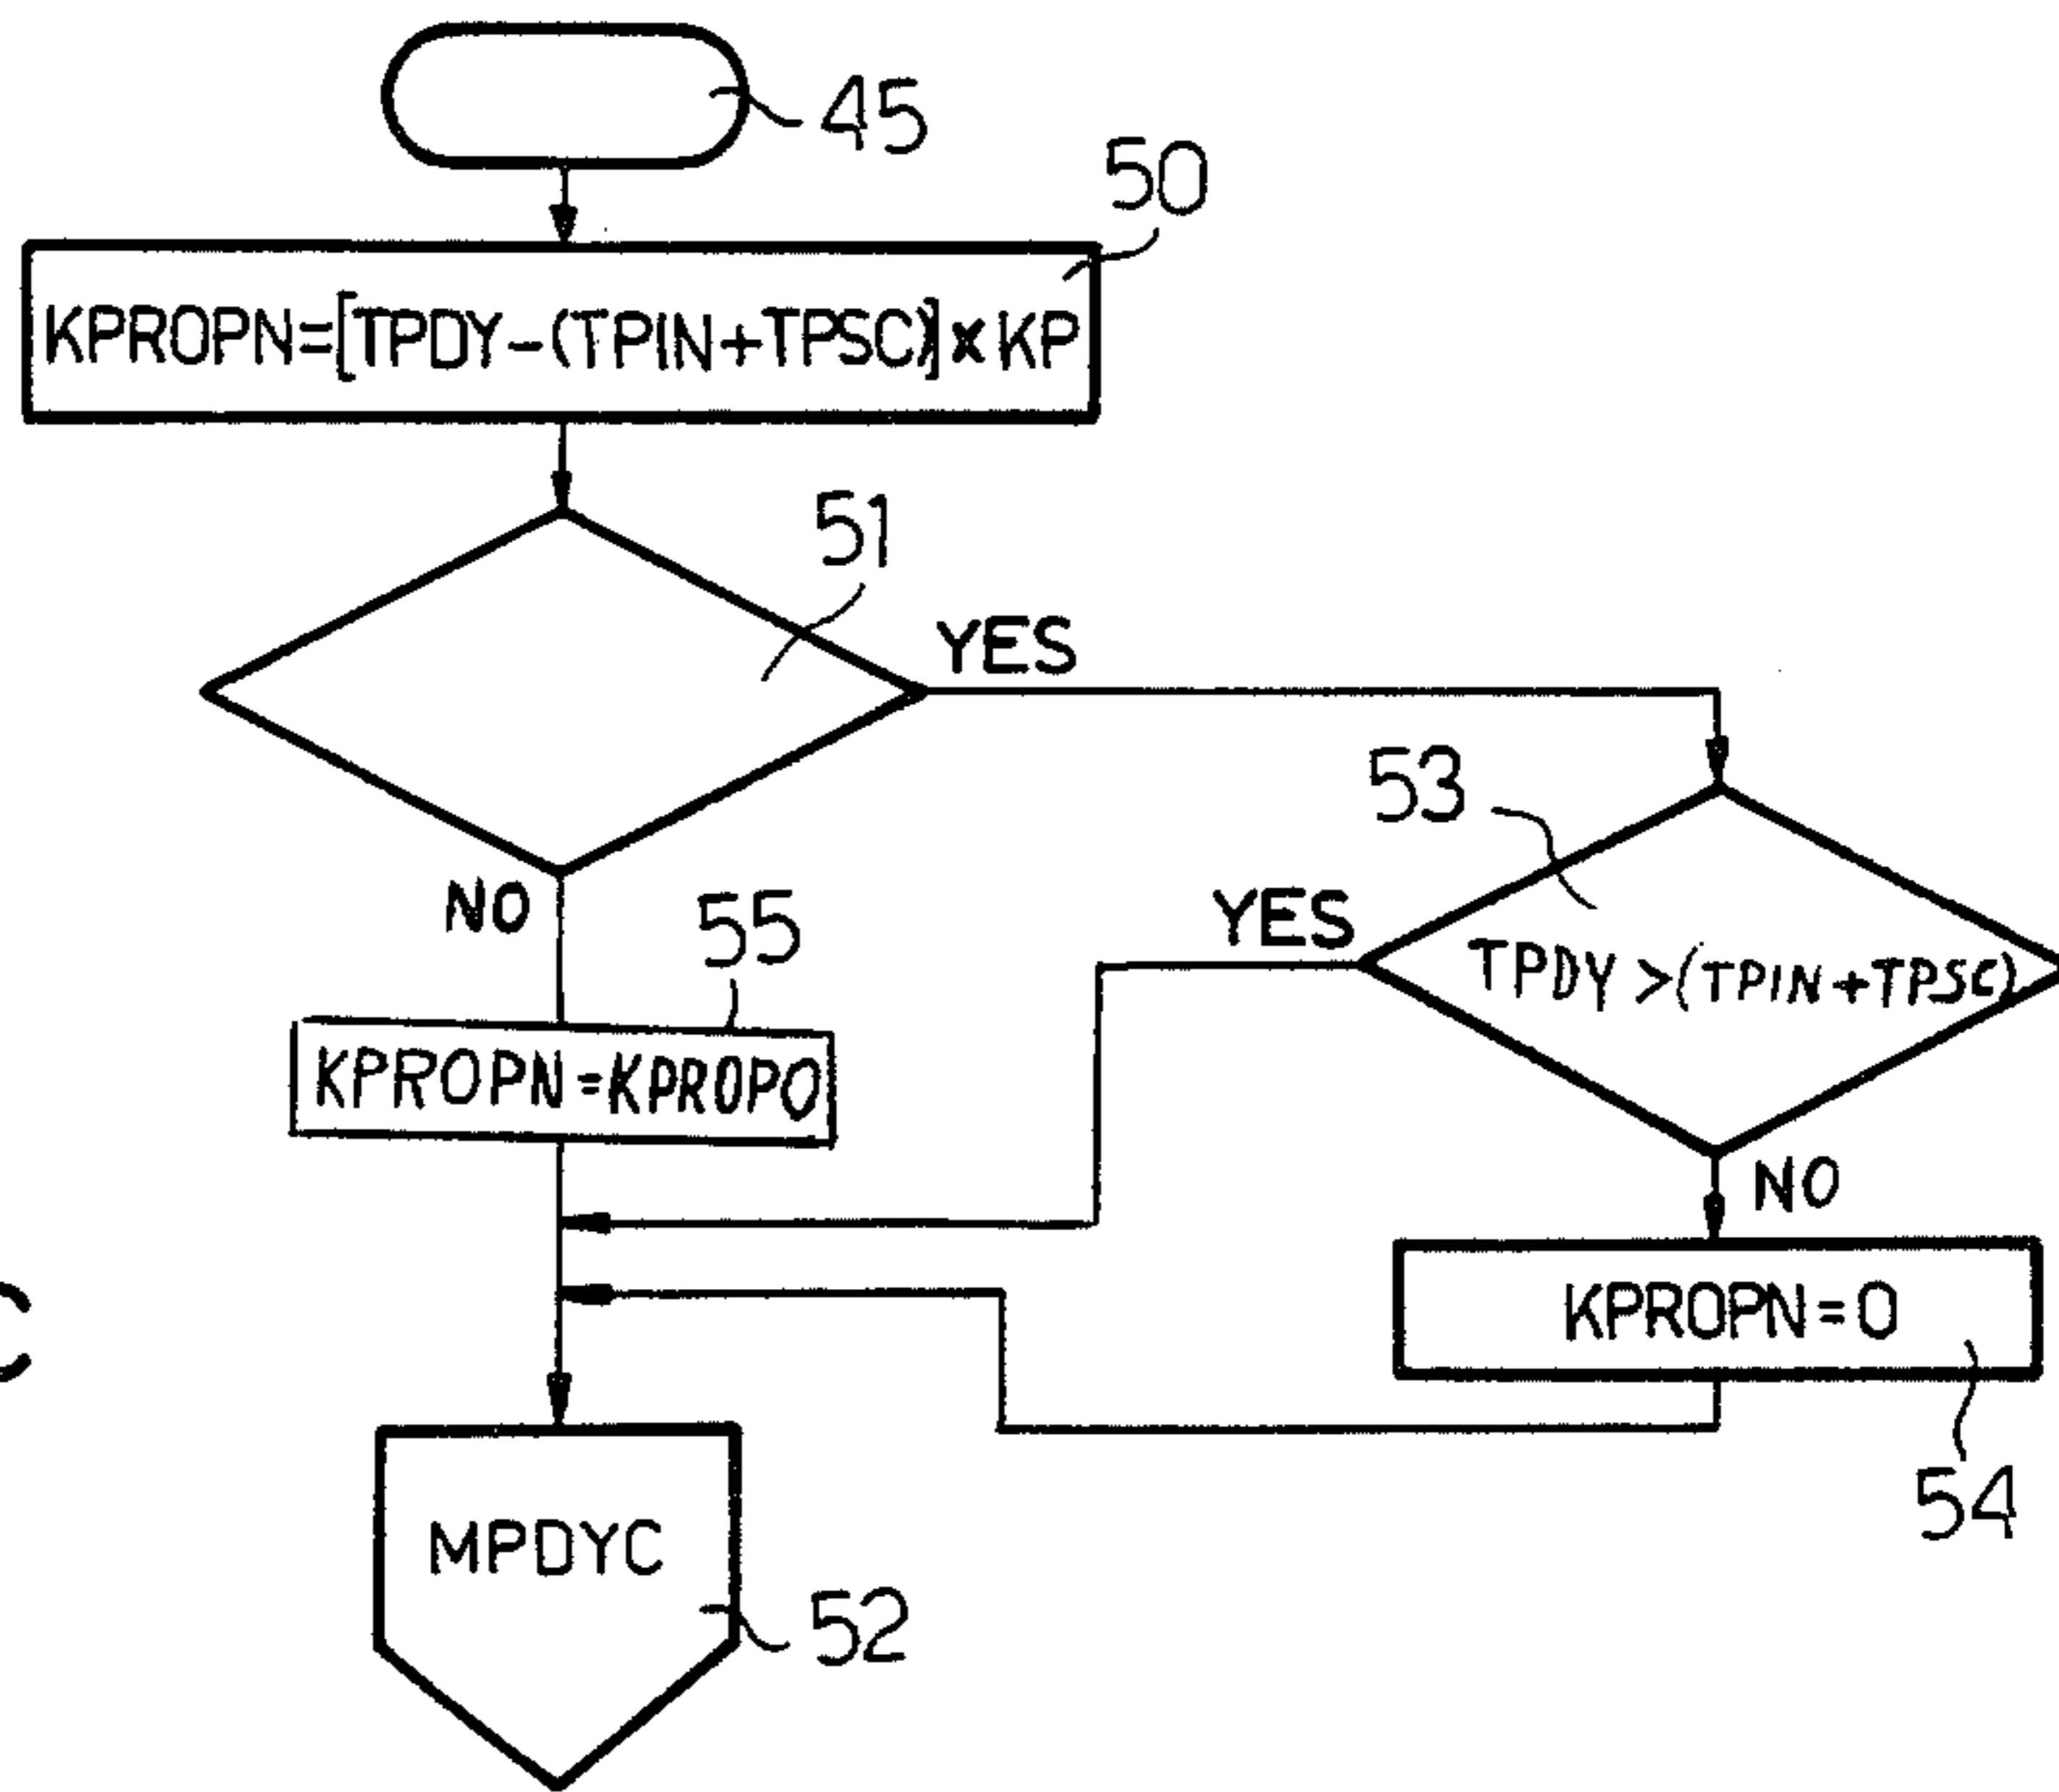 45
50
KPROPN=[TPDY-(TPIN+TPSC)]×KP
51
YES
53
NO
55
YES
TPDY>(TPIN+TPSC)
KPROPN=KPROPO
NO
KPROPN=0
C
54
MPDYC
52